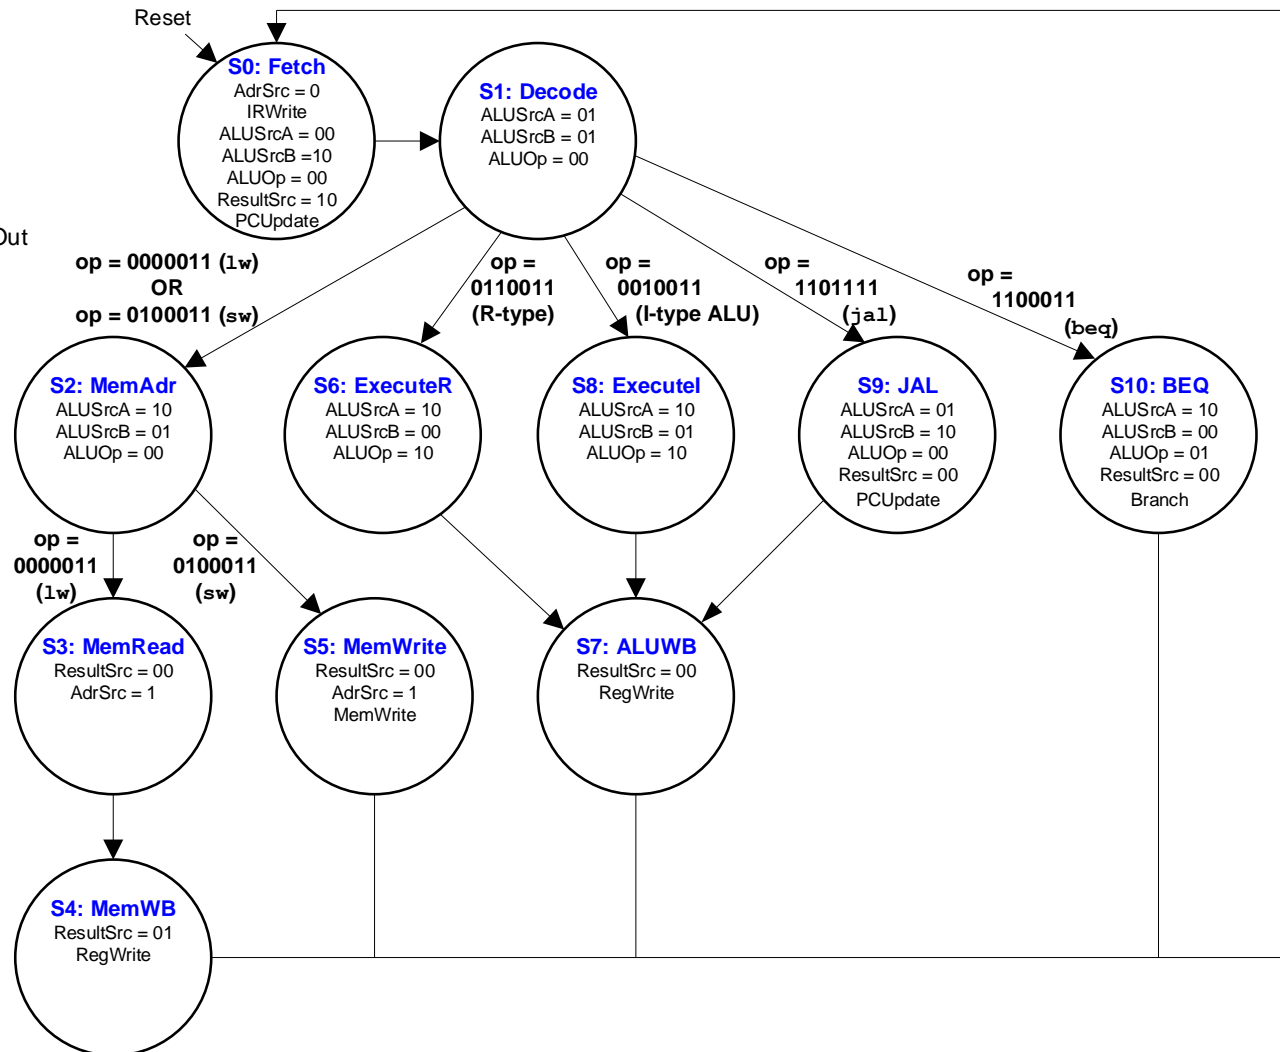 Reset
S0: Fetch
AdrSrc = 0
IRWrite
ALUSrcA = 00
ALUSrcB =10
ALUOp = 00
ResultSrc = 10
PCUpdate
S1: Decode
ALUSrcA = 01
ALUSrcB = 01
ALUOp = 00
Out
op = 0000011 (lw)
OR
op = 0100011 (sw)
op =
0110011
(R-type)
op =
0010011
(I-type ALU)
op =
1101111
(jal)
op =
1100011
(beq)
S2: MemAdr
ALUSrcA = 10
ALUSrcB = 01
ALUOp = 00
S6: ExecuteR
ALUSrcA = 10
ALUSrcB = 00
ALUOp = 10
S8: ExecuteI
ALUSrcA = 10
ALUSrcB = 01
ALUOp = 10
S9: JAL
ALUSrcA = 01
ALUSrcB = 10
ALUOp = 00
ResultSrc = 00
PCUpdate
S10: BEQ
ALUSrcA = 10
ALUSrcB = 00
ALUOp = 01
ResultSrc = 00
Branch
op =
0000011
(lw)
op =
0100011
(sw)
S3: MemRead
ResultSrc = 00
AdrSrc = 1
S5: MemWrite
ResultSrc = 00
AdrSrc = 1
MemWrite
S7: ALUWB
ResultSrc = 00
RegWrite
S4: MemWB
ResultSrc = 01
RegWrite